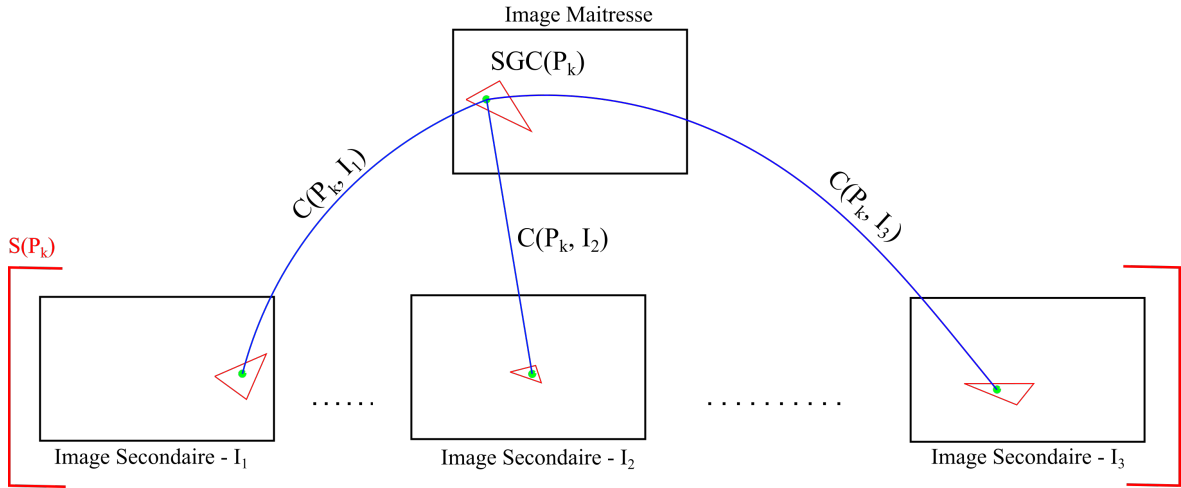 Image Maitresse
SGC(Pk)
C(Pk, I1)
C(Pk, I2)
C(Pk, I3)
S(Pk)
...... ..........
Image Secondaire - I1
Image Secondaire - I2
Image Secondaire - I3